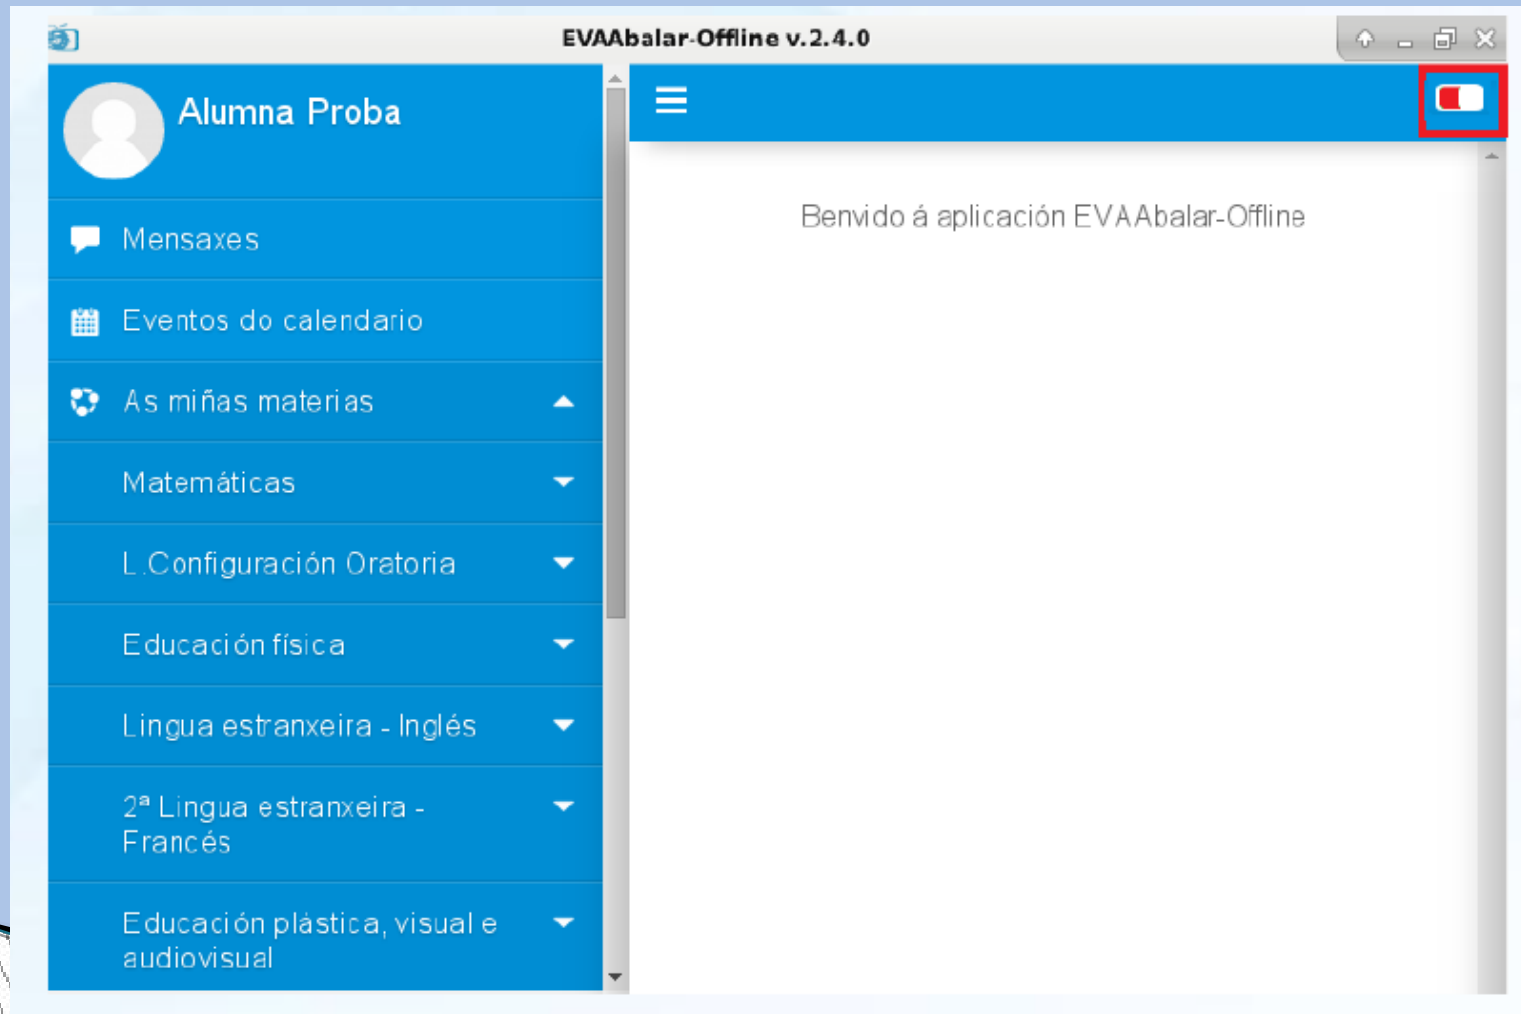 EVAAbalar-Offline v.2.4.0
Alumna Proba
Mensaxes
Eventos do calendario
As miñas materias
Matemáticas
L.Configuración Oratoria
Educación física
Lingua estranxeira - Inglés
2ª Lingua estranxeira -
Francés
Educación plástica, visual e
audiovisual
Benvido á aplicación EVAAbalar-Offline